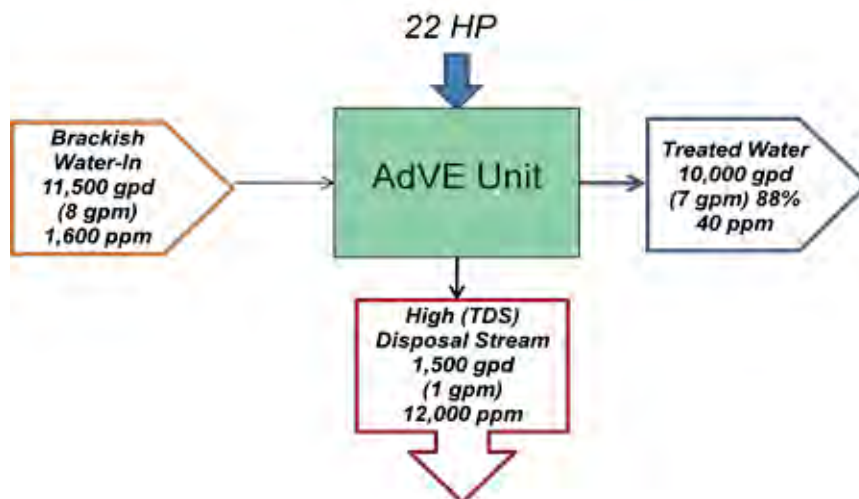 22 HP
Brackish
Water-In
11,500 gpd
(8 gpm)
1,600 ppm
AdVE Unit
Treated Water
10,000 gpd
(7 gpm) 88%
40 ppm
High (TDS)
Disposal Stream
1,500 gpd
(1 gpm)
12,000 ppm